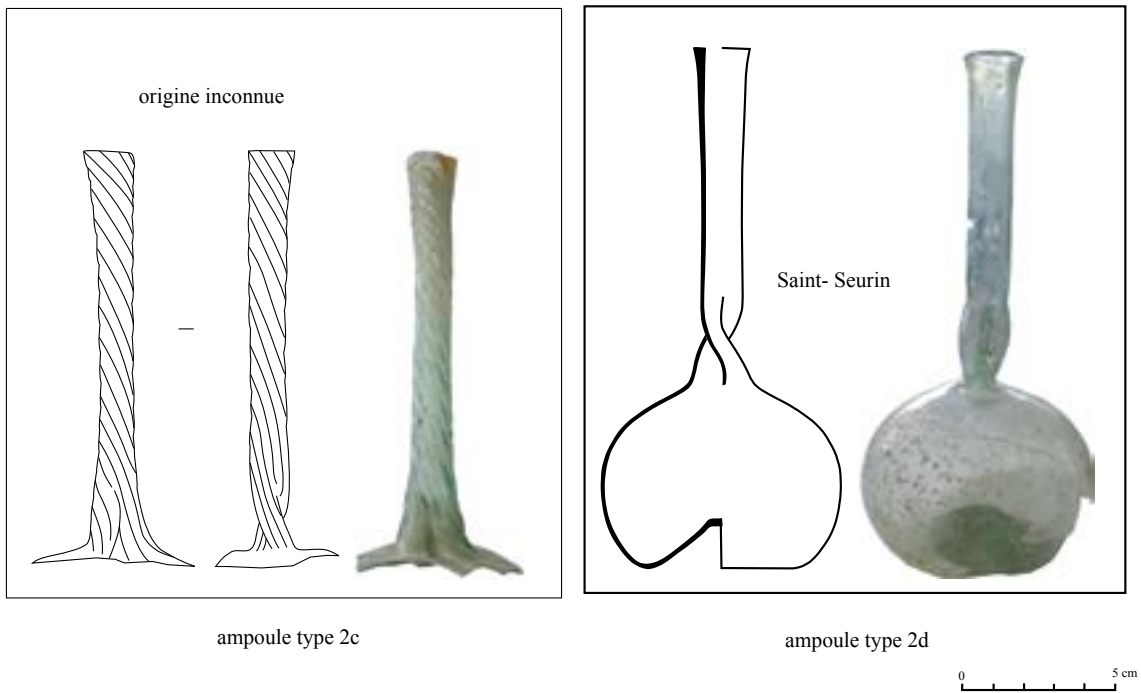 origine inconnue
Saint- Seurin
ampoule type 2c
ampoule type 2d
0 5 cm